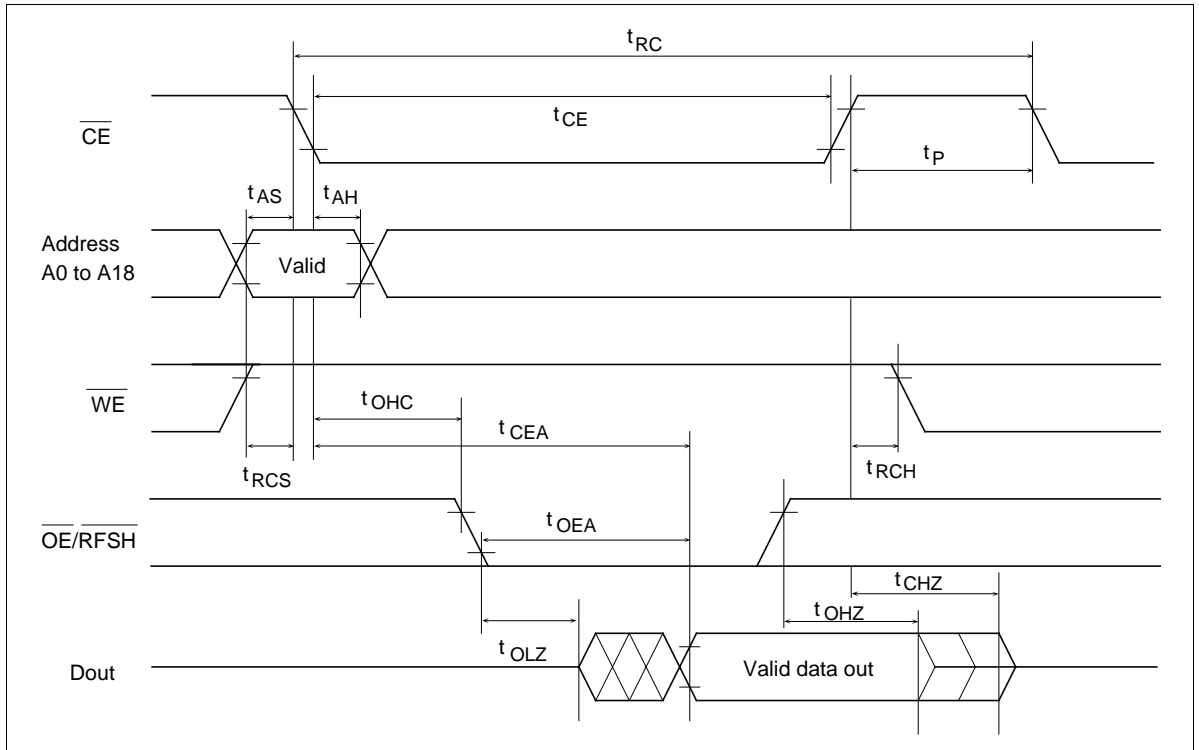 tRC
CE
tCE
tP
tAS
tAH
Address
A0 to A18
Valid
WE
tOHC
tCEA
tRCS
tRCH
OE/RFSH
tOEA
tCHZ
tOHZ
tOLZ
Dout
Valid data out